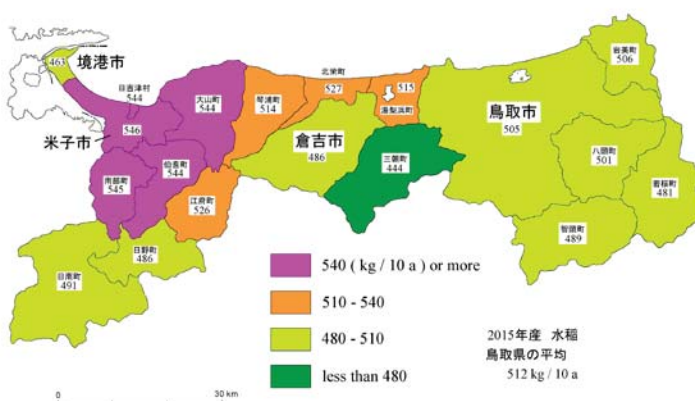 463
境港市
日吉津村
544
大山町
544
546
米子市
伯耆町
544
南部町
545
江府町
526
日野町
486
日南町
491
琴浦町
514
北栄町
527
515
湯梨浜町
倉吉市
486
三朝町
444
鳥取市
505
岩美町
506
八頭町
501
若桜町
481
智頭町
489
540 ( kg / 10 a ) or more
510 - 540
480 - 510
less than 480
2015年産 水稲
鳥取県の平均
512 kg / 10 a
0 30 km